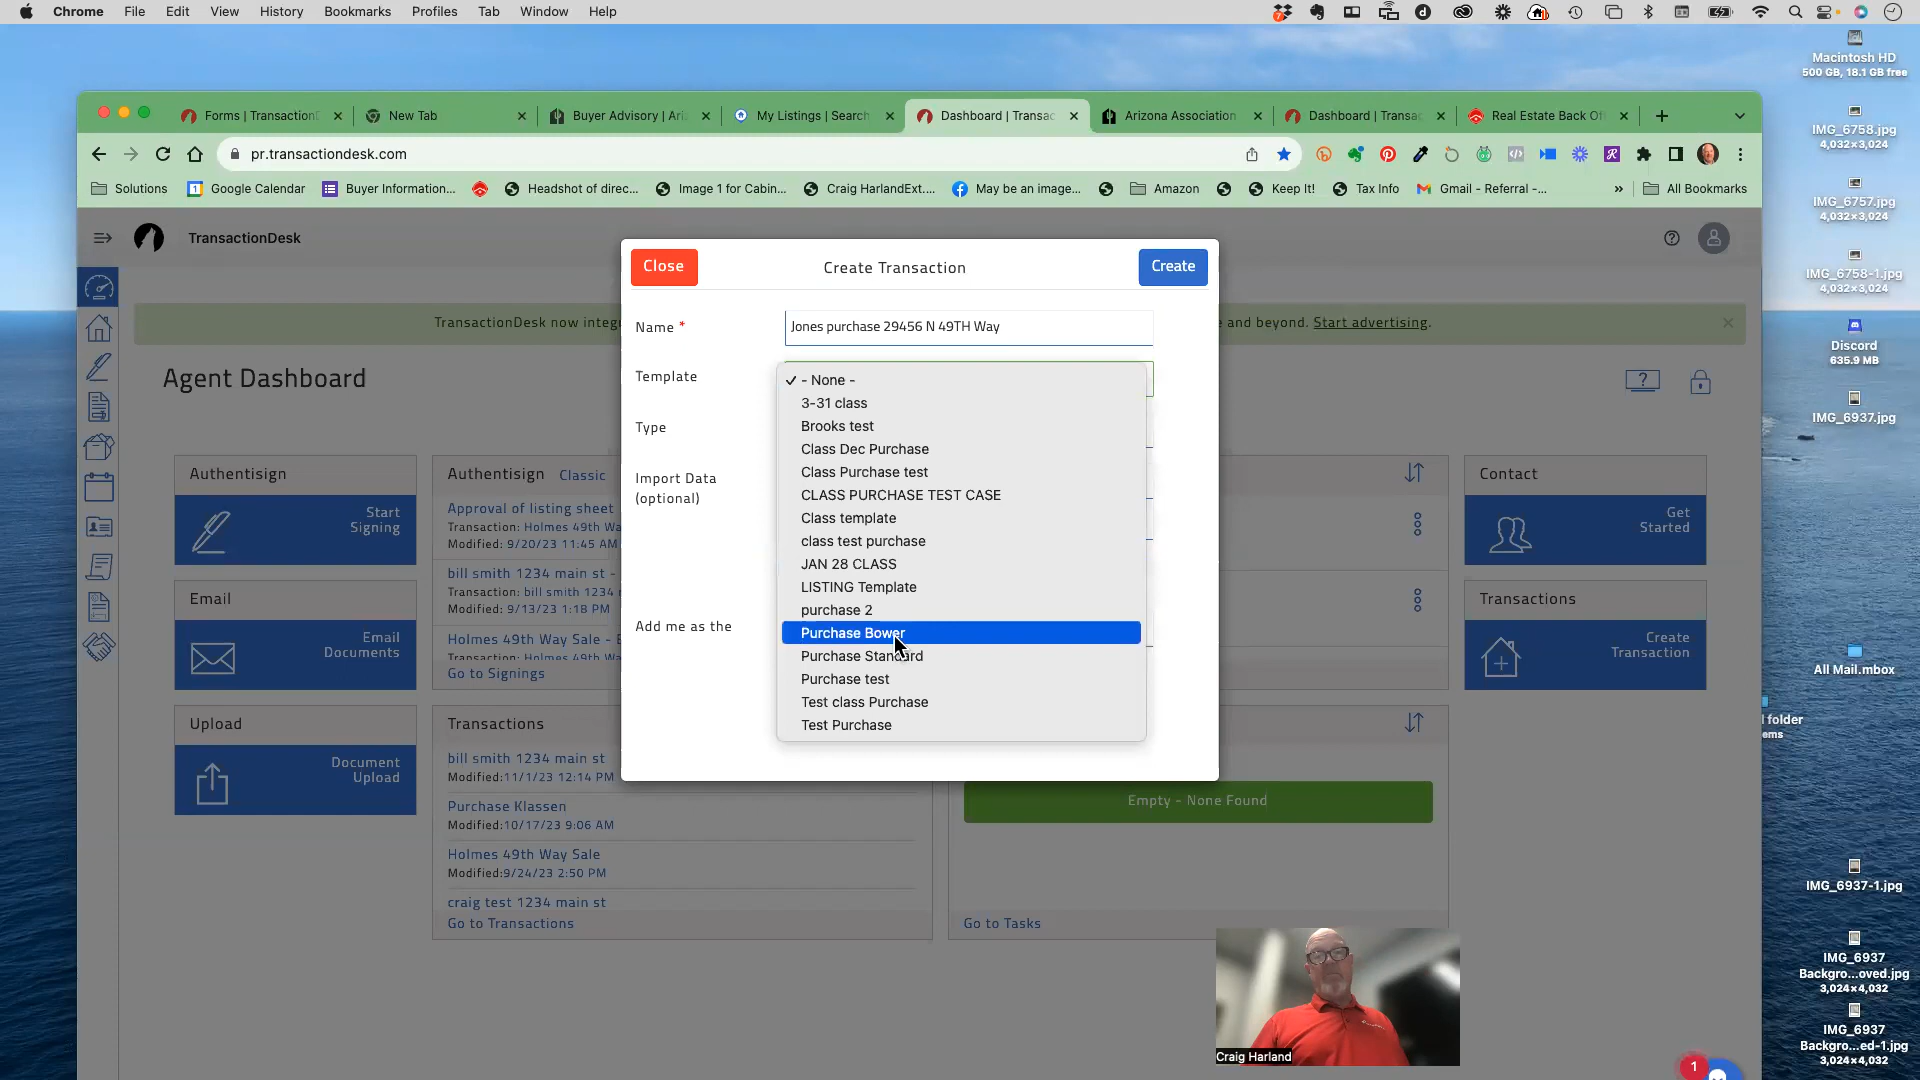 Chrome File Edit View History Bookmarks Profiles Tab Window Help
Macintosh HD
500 GB, 18.1 GB free
Forms | Transaction
New Tab
Buyer Advisory | Ari
My Listings | Search
Dashboard | Transac
Arizona Association
Dashboard | Transac
Real Estate Back Of
pr.transactiondesk.com
Solutions
Google Calendar
Buyer Information...
Headshot of direc...
Image 1 for Cabin...
Craig HarlandExt....
May be an image...
Amazon
Keep It!
Tax Info
Gmail - Referral -...
»
All Bookmarks
IMG_6758.jpg
4,032×3,024
IMG_6757.jpg
4,032×3,024
IMG_6758-1.jpg
4,032×3,024
Discord
635.9 MB
IMG_6937.jpg
All Mail.mbox
l folder
ems
IMG_6937-1.jpg
IMG_6937
Backgro...oved.jpg
3,024×4,032
IMG_6937
Backgro...ed-1.jpg
3,024×4,032
TransactionDesk
TransactionDesk now integ
e and beyond. Start advertising.
Agent Dashboard
Close
Create Transaction
Create
Name *
Jones purchase 29456 N 49TH Way
Template
Type
Import Data
(optional)
Add me as the
✓ - None -
3-31 class
Brooks test
Class Dec Purchase
Class Purchase test
CLASS PURCHASE TEST CASE
Class template
class test purchase
JAN 28 CLASS
LISTING Template
purchase 2
Purchase Bower
Purchase Standard
Purchase test
Test class Purchase
Test Purchase
Authentisign
Start
Signing
Email
Email
Documents
Upload
Document
Upload
Authentisign Classic
Approval of listing sheet
Transaction: Holmes 49th Wa
Modified: 9/20/23 11:45 AM
bill smith 1234 main st -
Transaction: bill smith 1234
Modified: 9/13/23 1:18 PM
Holmes 49th Way Sale - E
Transaction: Holmes 49th Wa
Go to Signings
Transactions
bill smith 1234 main st
Modified:11/1/23 12:14 PM
Purchase Klassen
Modified:10/17/23 9:06 AM
Holmes 49th Way Sale
Modified:9/24/23 2:50 PM
craig test 1234 main st
Go to Transactions
Empty - None Found
Go to Tasks
Contact
Get
Started
Transactions
Create
Transaction
Craig Harland
1